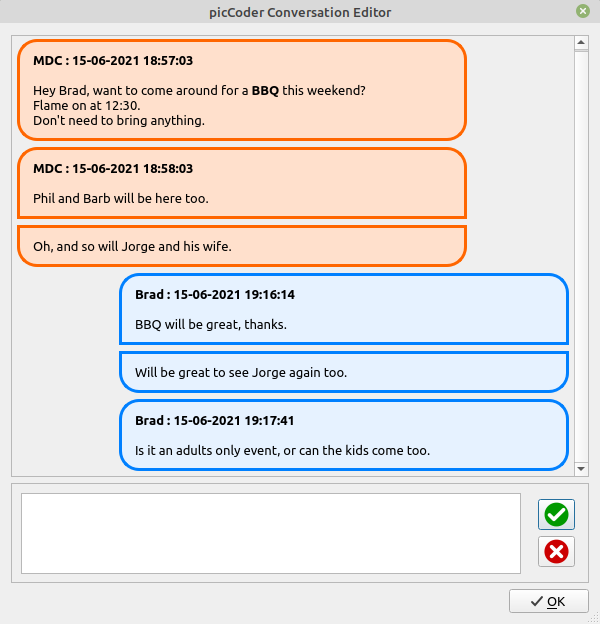 picCoder Conversation Editor
MDC : 15-06-2021 18:57:03
Hey Brad, want to come around for a BBQ this weekend?
Flame on at 12:30.
Don't need to bring anything.
MDC : 15-06-2021 18:58:03
Phil and Barb will be here too.
Oh, and so will Jorge and his wife.
Brad : 15-06-2021 19:16:14
BBQ will be great, thanks.
Will be great to see Jorge again too.
Brad : 15-06-2021 19:17:41
Is it an adults only event, or can the kids come too.
OK